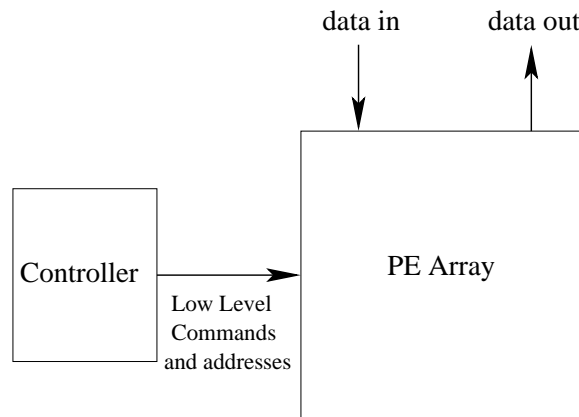 data in
data out
Controller
PE Array
Low Level
Commands
and addresses